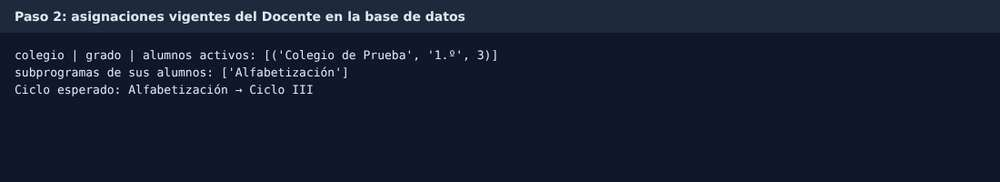 Paso 2: asignaciones vigentes del Docente en la base de datos
colegio | grado | alumnos activos: [('Colegio de Prueba', '1.º', 3)]
subprogramas de sus alumnos: ['Alfabetización']
Ciclo esperado: Alfabetización → Ciclo III